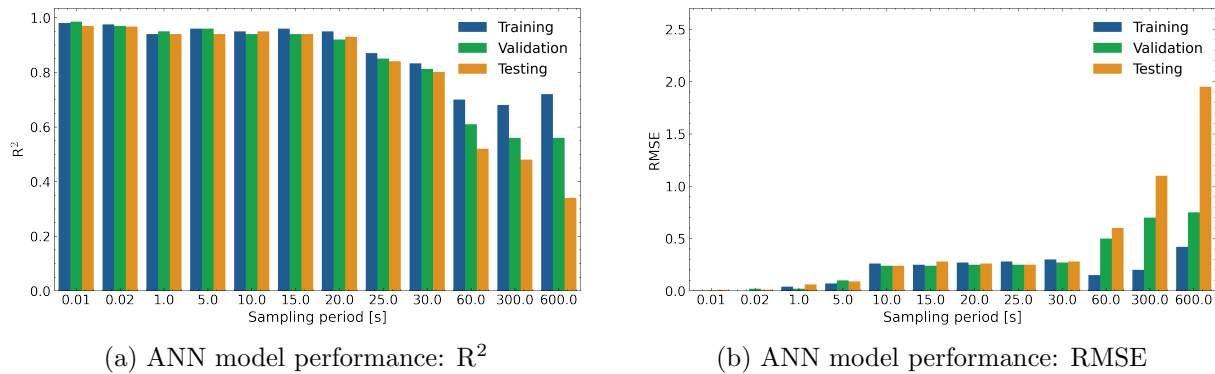 1.0
0.8
0.6
0.4
0.2
0.0
R²
Training
Validation
Testing
0.01 0.02 1.0 5.0 10.0 15.0 20.0 25.0 30.0 60.0 300.0 600.0
Sampling period [s]
(a) ANN model performance: R²
2.5
2.0
1.5
1.0
0.5
0.0
RMSE
Training
Validation
Testing
0.01 0.02 1.0 5.0 10.0 15.0 20.0 25.0 30.0 60.0 300.0 600.0
Sampling period [s]
(b) ANN model performance: RMSE